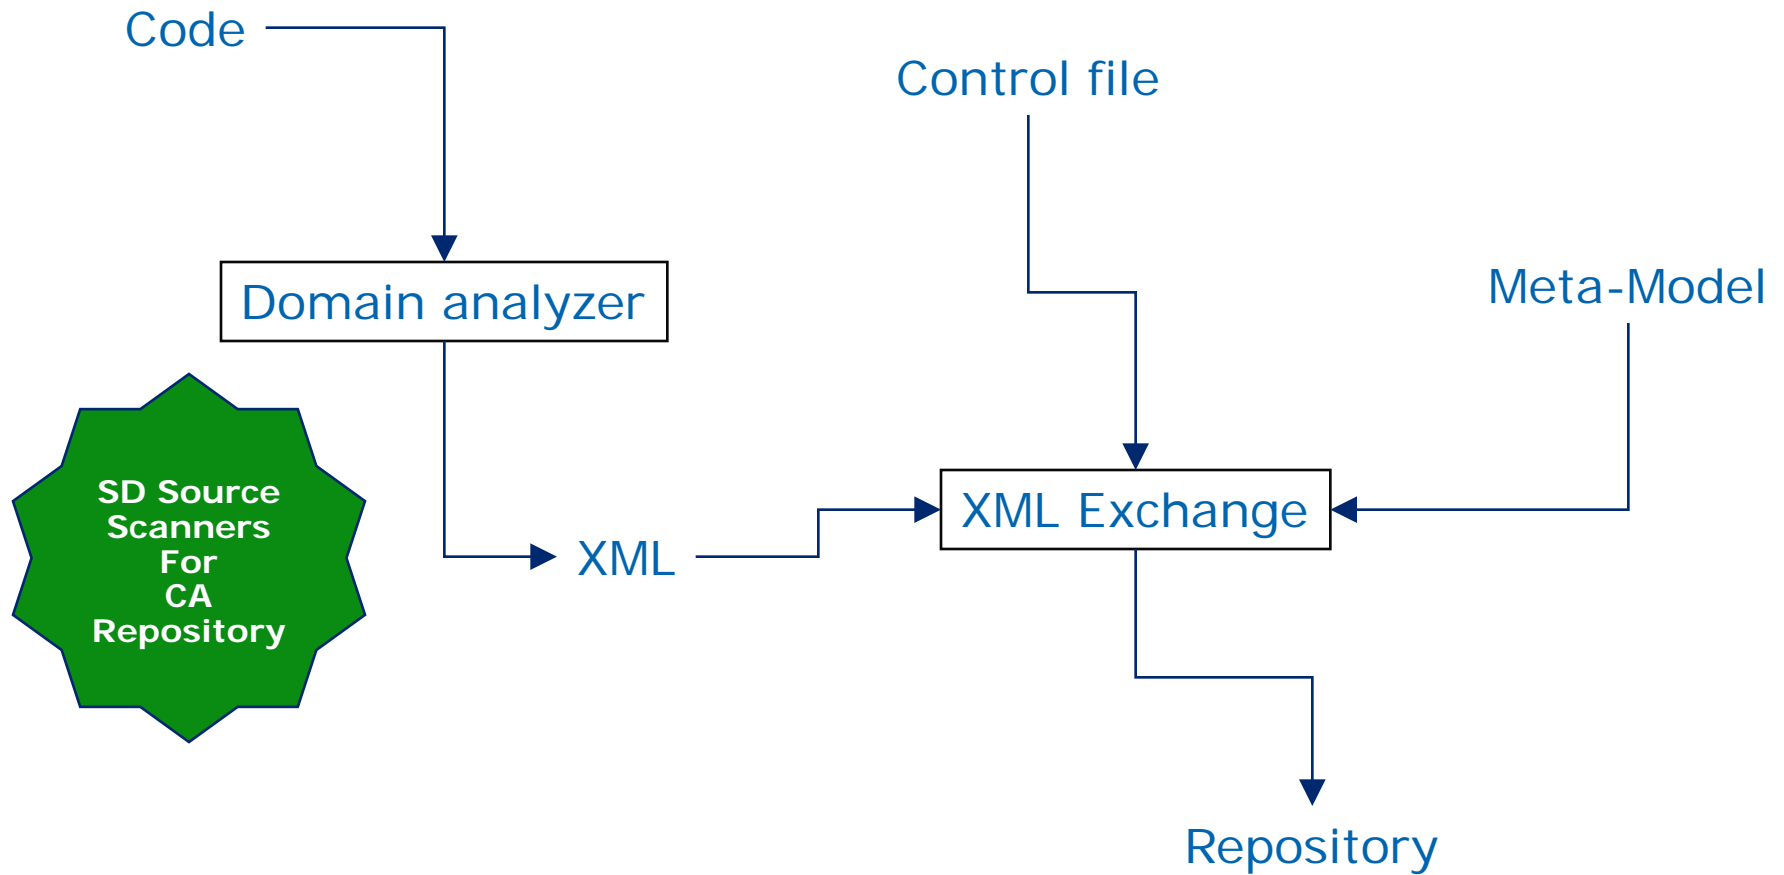 Code
Control file
Meta-Model
Domain analyzer
SD Source
Scanners
For
CA
Repository
XML Exchange
XML
Repository